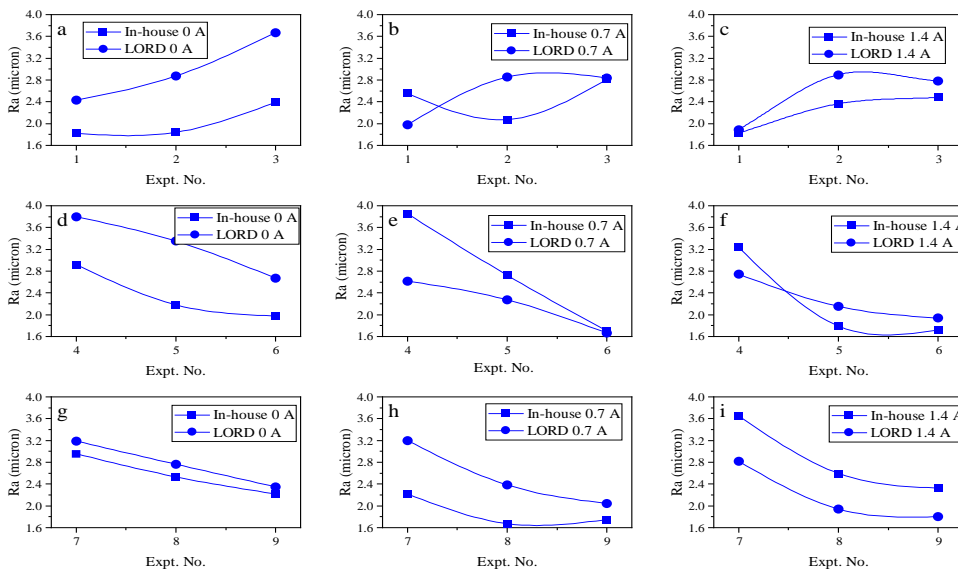 a
In-house 0 A
LORD 0 A
Ra (micron)
4.0
3.6
3.2
2.8
2.4
2.0
1.6
1 2 3
Expt. No.
b
In-house 0.7 A
LORD 0.7 A
Ra (micron)
4.0
3.6
3.2
2.8
2.4
2.0
1.6
1 2 3
Expt. No.
c
In-house 1.4 A
LORD 1.4 A
Ra (micron)
4.0
3.6
3.2
2.8
2.4
2.0
1.6
1 2 3
Expt. No.
d
In-house 0 A
LORD 0 A
Ra (micron)
4.0
3.6
3.2
2.8
2.4
2.0
1.6
4 5 6
Expt. No.
e
In-house 0.7 A
LORD 0.7 A
Ra (micron)
4.0
3.6
3.2
2.8
2.4
2.0
1.6
4 5 6
Expt. No.
f
In-house 1.4 A
LORD 1.4 A
Ra (micron)
4.0
3.6
3.2
2.8
2.4
2.0
1.6
4 5 6
Expt. No.
g
In-house 0 A
LORD 0 A
Ra (micron)
4.0
3.6
3.2
2.8
2.4
2.0
1.6
7 8 9
Expt. No.
h
In-house 0.7 A
LORD 0.7 A
Ra (micron)
4.0
3.6
3.2
2.8
2.4
2.0
1.6
7 8 9
Expt. No.
i
In-house 1.4 A
LORD 1.4 A
Ra (micron)
4.0
3.6
3.2
2.8
2.4
2.0
1.6
7 8 9
Expt. No.